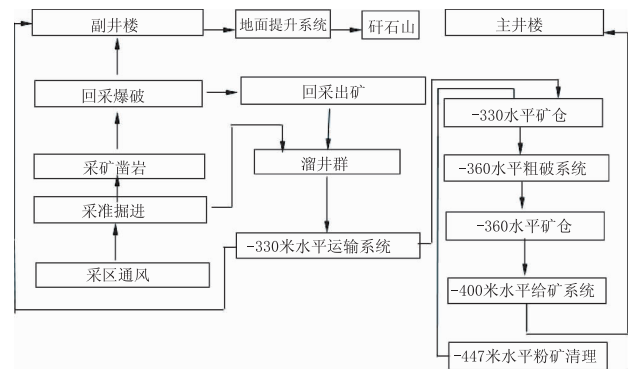 副井楼
地面提升系统
矸石山
主井楼
回采爆破
回采出矿
-330水平矿仓
采矿凿岩
溜井群
-360水平粗破系统
采准掘进
-360水平矿仓
-330米水平运输系统
采区通风
-400米水平给矿系统
-447米水平粉矿清理